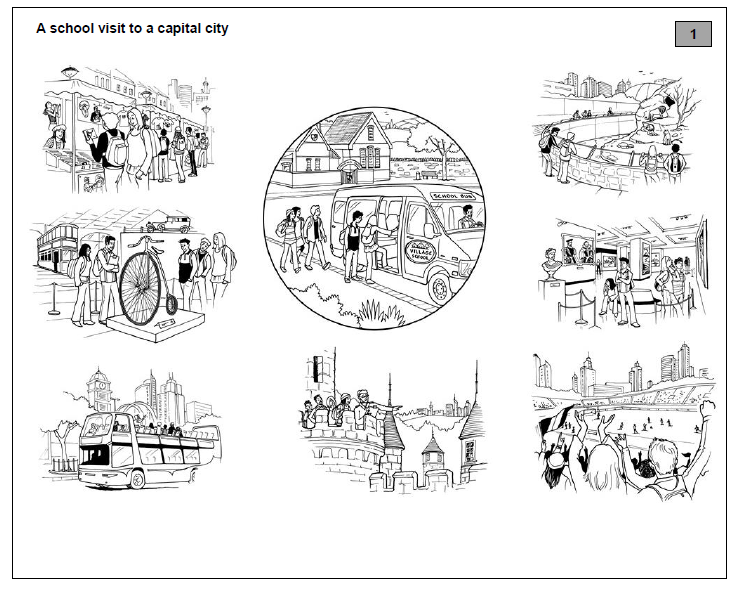 A school visit to a capital city
1
SCHOOL BUS
VILLAGE
SCHOOL